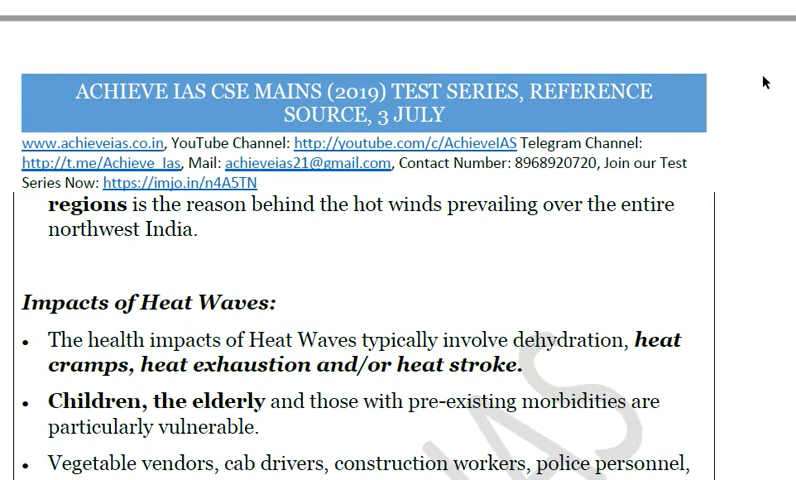 ACHIEVE IAS CSE MAINS (2019) TEST SERIES, REFERENCE
SOURCE, 3 JULY
www.achieveias.co.in, YouTube Channel: http://youtube.com/c/AchieveIAS Telegram Channel:
http://t.me/Achieve_Ias, Mail: achieveias21@gmail.com, Contact Number: 8968920720, Join our Test
Series Now: https://imjo.in/n4A5TN
regions is the reason behind the hot winds prevailing over the entire
northwest India.
Impacts of Heat Waves:
• The health impacts of Heat Waves typically involve dehydration, heat
cramps, heat exhaustion and/or heat stroke.
• Children, the elderly and those with pre-existing morbidities are
particularly vulnerable.
• Vegetable vendors, cab drivers, construction workers, police personnel,
IAS